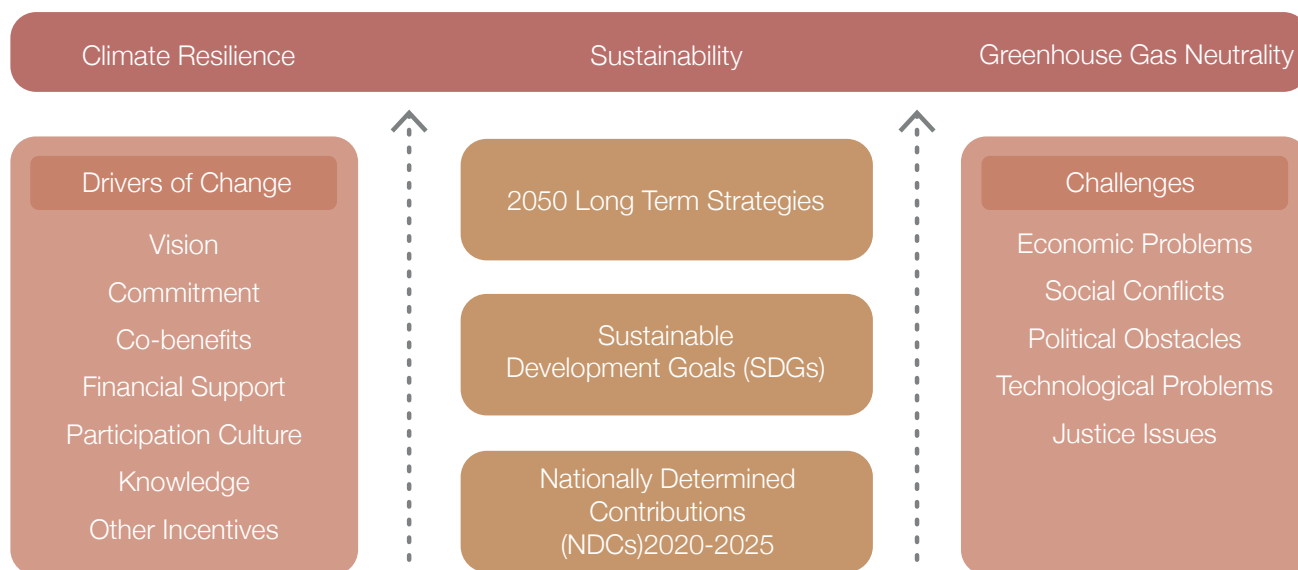 Climate Resilience
Sustainability
Greenhouse Gas Neutrality
Drivers of Change
Vision
Commitment
Co-benefits
Financial Support
Participation Culture
Knowledge
Other Incentives
2050 Long Term Strategies
Sustainable
Development Goals (SDGs)
Nationally Determined
Contributions
(NDCs)2020-2025
Challenges
Economic Problems
Social Conflicts
Political Obstacles
Technological Problems
Justice Issues